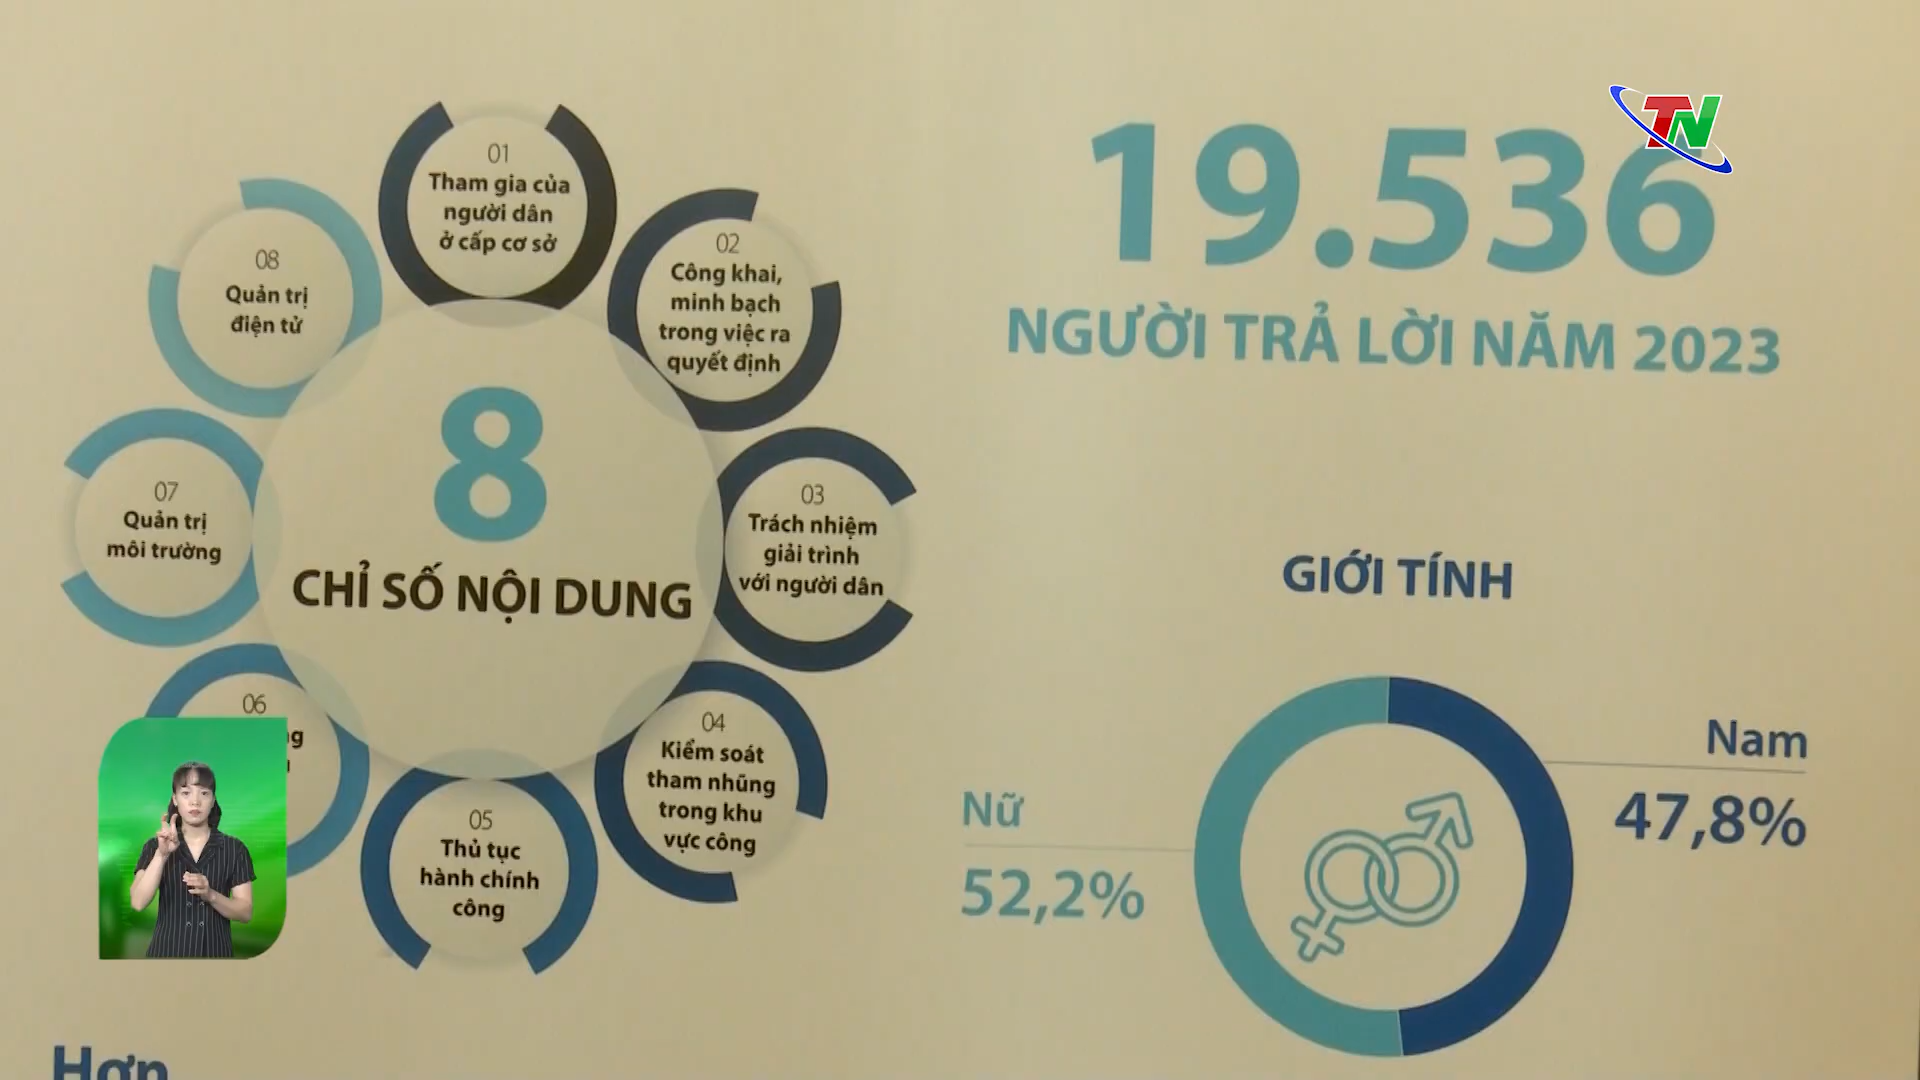 TN
01
Tham gia của
người dân
ở cấp cơ sở
02
Công khai,
minh bạch
trong việc ra
quyết định
03
Trách nhiệm
giải trình
với người dân
04
Kiểm soát
tham nhũng
trong khu
vực công
05
Thủ tục
hành chính
công
06
07
Quản trị
môi trường
08
Quản trị
điện tử
8
CHỈ SỐ NỘI DUNG
19.536
NGƯỜI TRẢ LỜI NĂM 2023
GIỚI TÍNH
Nam
47,8%
Nữ
52,2%
Hơn